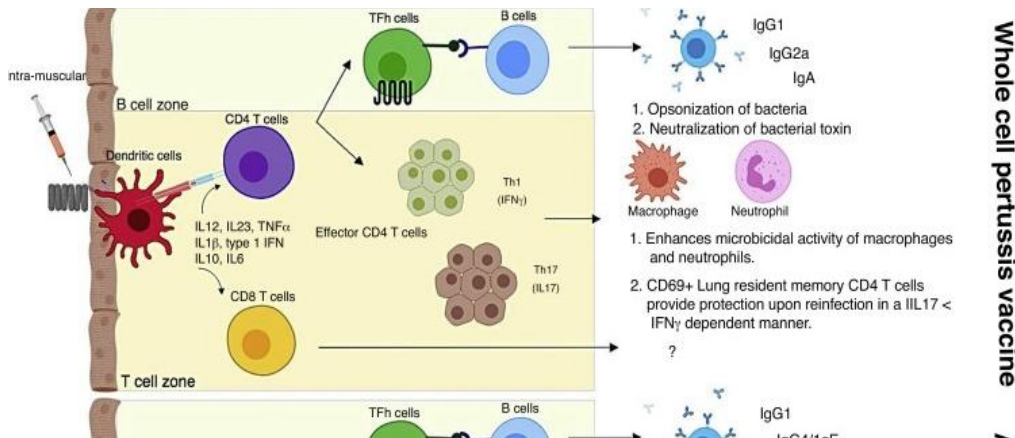 TFh cells
B cells
IgG1
IgG2a
IgA
ntra-muscular
B cell zone
1. Opsonization of bacteria
2. Neutralization of bacterial toxin
CD4 T cells
Dendritic cells
Th1
(IFNγ)
Macrophage
Neutrophil
IL12, IL23, TNFα
IL1β, type 1 IFN
IL10, IL6
Effector CD4 T cells
1. Enhances microbicidal activity of macrophages
and neutrophils.
Th17
(IL17)
2. CD69+ Lung resident memory CD4 T cells
provide protection upon reinfection in a IIL17 <
IFNγ dependent manner.
CD8 T cells
?
T cell zone
Whole cell pertussis vaccine
TFh cells
B cells
IgG1